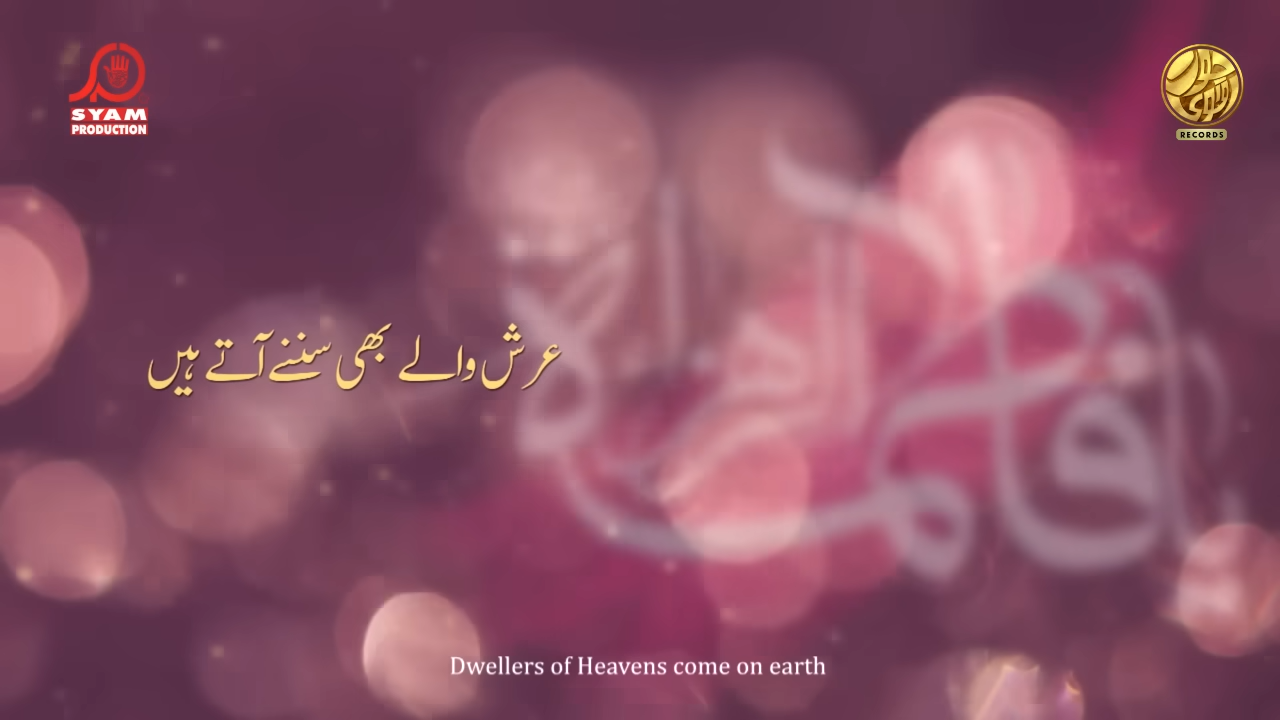 SYAM
PRODUCTION
RECORDS
عرش والے بھی سننے آتے ہیں
Dwellers of Heavens come on earth